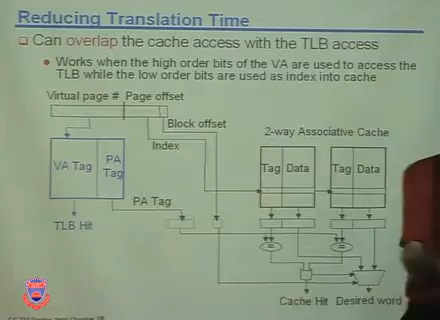 Reducing Translation Time
Can overlap the cache access with the TLB access
Works when the high order bits of the VA are used to access the
TLB while the low order bits are used as index into cache
Virtual page # Page offset
Block offset
2-way Associative Cache
Index
VA Tag
PA
Tag
Tag Data
Tag Data
PA Tag
TLB Hit
=
=
Cache Hit Desired word